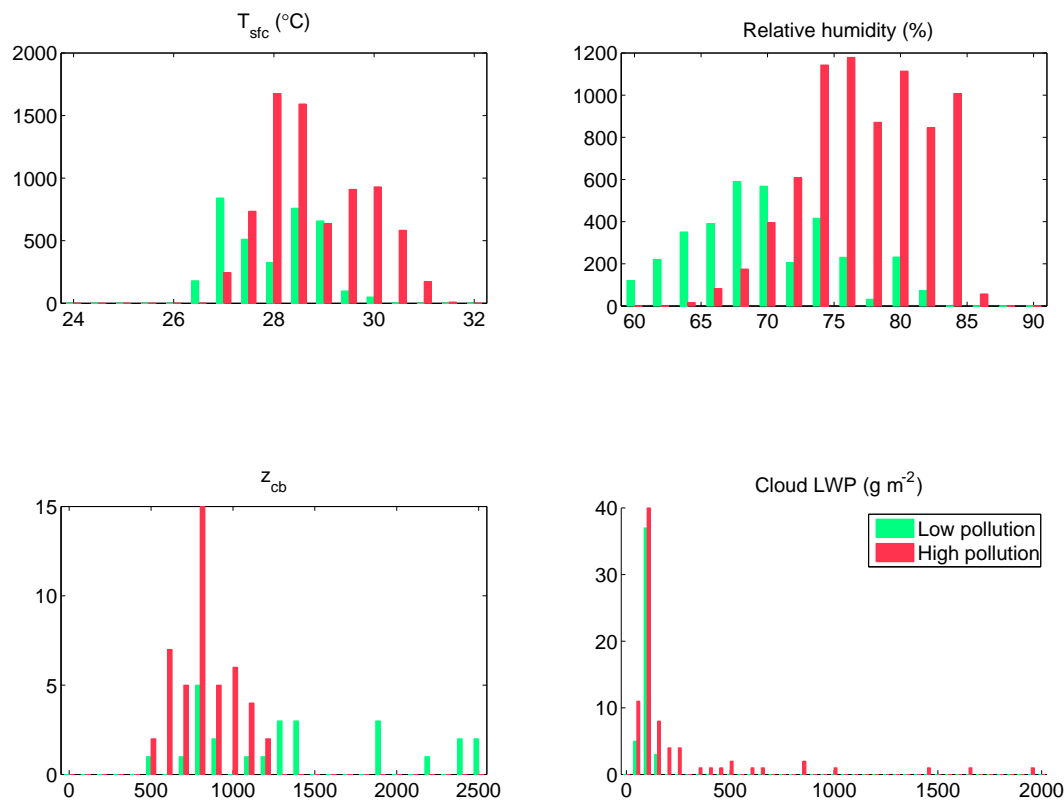 T_sfc (°C)
2000
1500
1000
500
0
24 26 28 30 32
Relative humidity (%)
1200
1000
800
600
400
200
0
60 65 70 75 80 85 90
z_cb
15
10
5
0
0 500 1000 1500 2000 2500
Cloud LWP (g m⁻²)
40
30
20
10
0
0 500 1000 1500 2000
Low pollution
High pollution